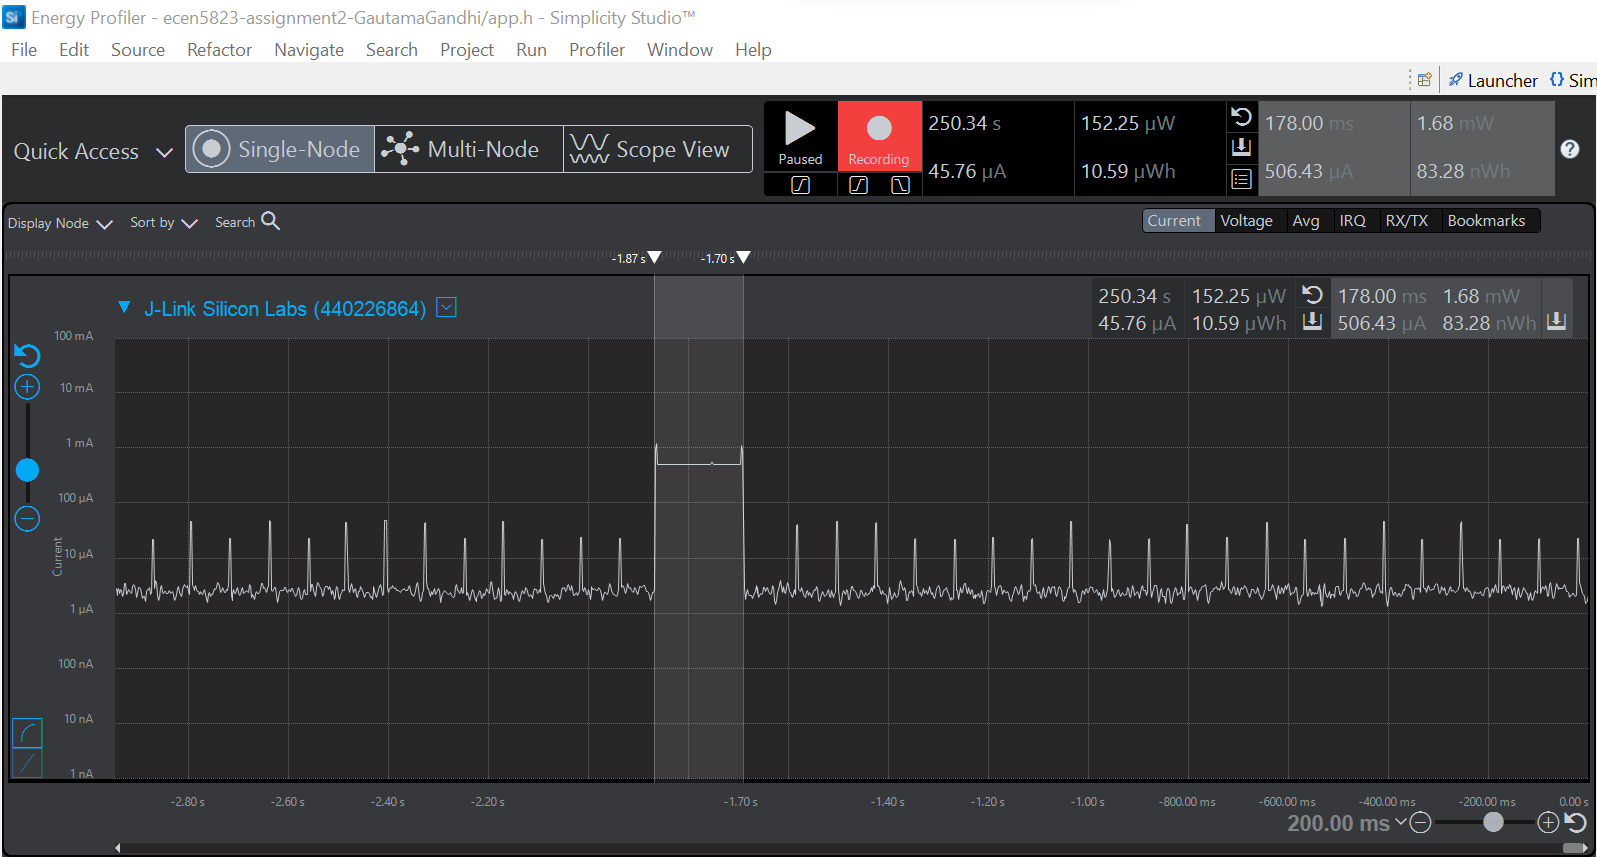 Si Energy Profiler - ecen5823-assignment2-GautamaGandhi/app.h - Simplicity Studio™
File Edit Source Refactor Navigate Search Project Run Profiler Window Help
Launcher {} Sim
Quick Access Single-Node Multi-Node Scope View
Paused Recording
250.34 s 152.25 µW 178.00 ms 1.68 mW
45.76 µA 10.59 µWh 506.43 µA 83.28 nWh
?
Display Node Sort by Search
Current Voltage Avg IRQ RX/TX Bookmarks
-1.87 s -1.70 s
J-Link Silicon Labs (440226864)
250.34 s 152.25 µW 178.00 ms 1.68 mW
45.76 µA 10.59 µWh 506.43 µA 83.28 nWh
100 mA
10 mA
1 mA
100 µA
10 µA
1 µA
100 nA
10 nA
1 nA
Current
-2.80 s -2.60 s -2.40 s -2.20 s -1.70 s -1.40 s -1.20 s -1.00 s -800.00 ms -600.00 ms -400.00 ms -200.00 ms 0.00 s
200.00 ms